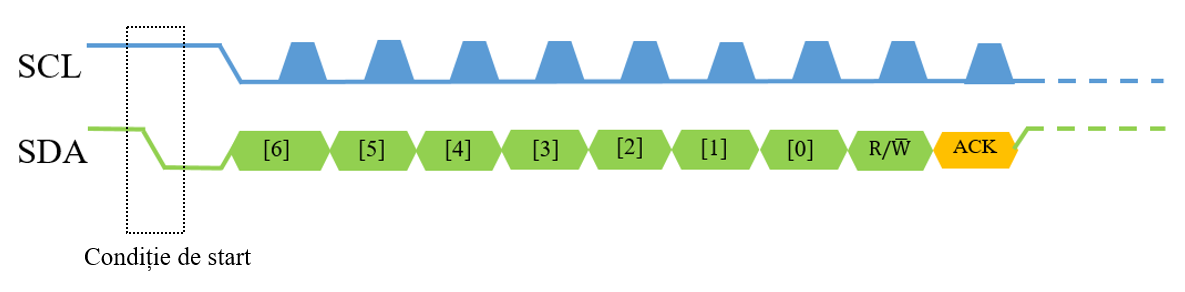 SCL
SDA [6] [5] [4] [3] [2] [1] [0] R/W̅ ACK
Condiție de start